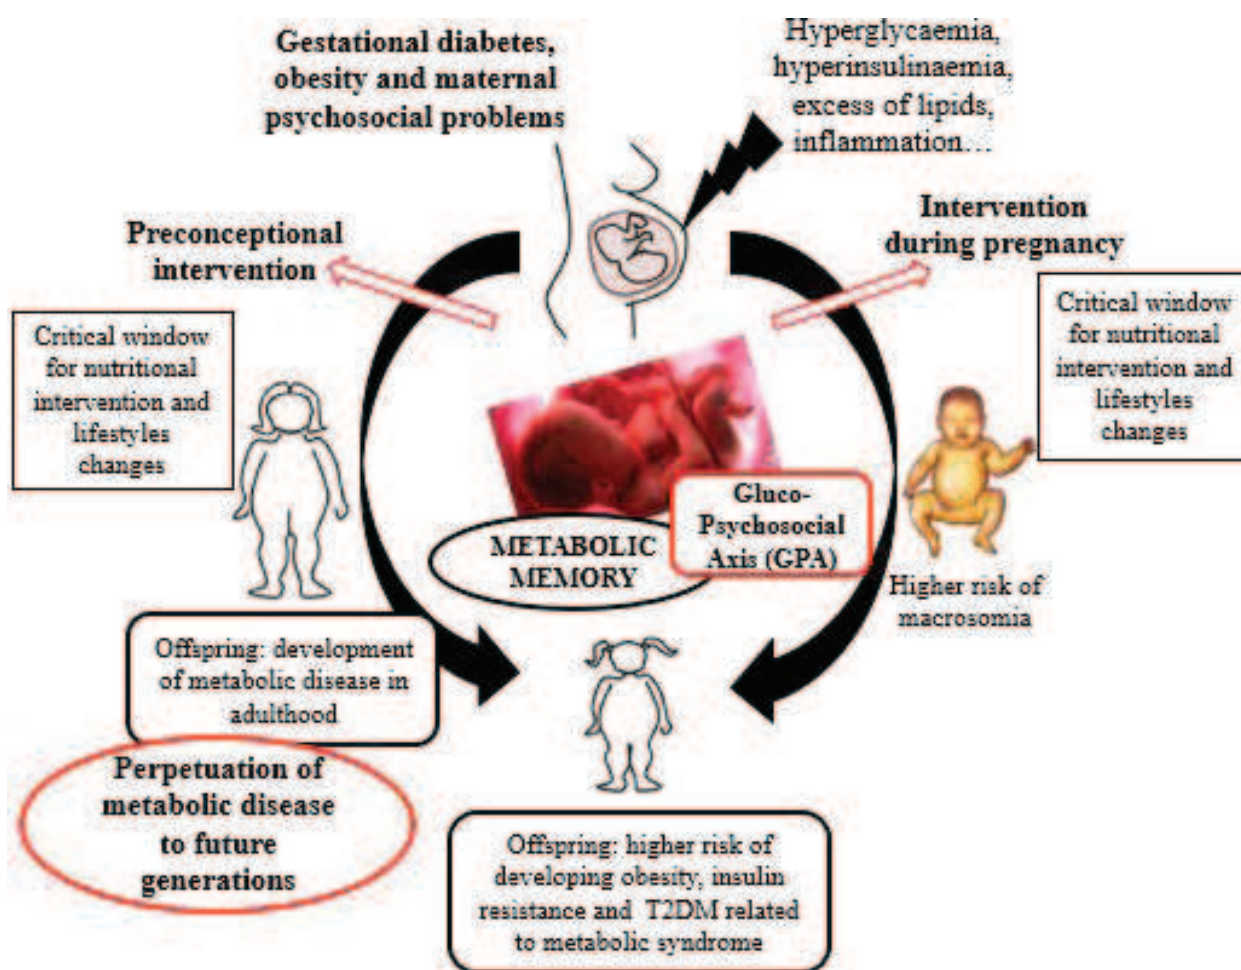 Gestational diabetes,
obesity and maternal
psychosocial problems
Hyperglycaemia,
hyperinsulinaemia,
excess of lipids,
inflammation…
Preconceptional
intervention
Intervention
during pregnancy
Critical window
for nutritional
intervention and
lifestyles
changes
Critical window
for nutritional
intervention and
lifestyles
changes
Gluco-
Psychosocial
Axis (GPA)
METABOLIC
MEMORY
Higher risk of
macrosomia
Offspring: development
of metabolic disease in
adulthood
Perpetuation of
metabolic disease
to future
generations
Offspring: higher risk of
developing obesity, insulin
resistance and T2DM related
to metabolic syndrome